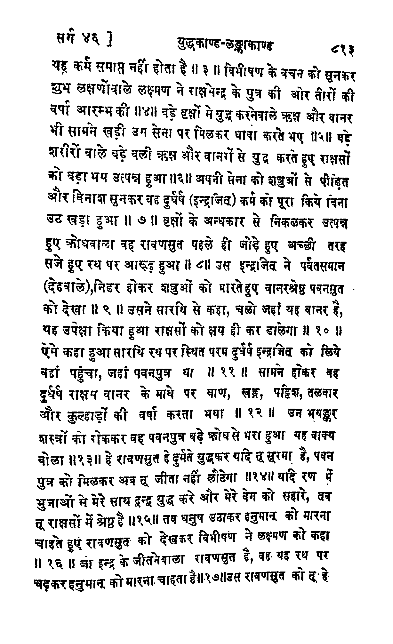 सर्ग ४६ ] युद्धकाण्ड-लङ्काकाण्ड ८१३
यह कर्म समाप्त नहीं होता है ॥ ३ ॥ विभीषण के वचन को सुनकर
शुभ लक्षणोंवाले लक्ष्मण ने राक्षसेन्द्र के पुत्र की ओर तीरों की
वर्षा आरम्भ की ॥४॥ बड़े वृक्षों से युद्ध करनेवाले ऋक्ष और वानर
भी सामने खड़ी उस सेना पर मिलकर धावा करते भए ॥५॥ बड़े
शरीरों वाले बड़े बली ऋक्ष और वानरों से युद्ध करते हुए राक्षसों
को बड़ा भय उत्पन्न हुआ ॥६॥ अपनी सेना को शत्रुओं से पीड़ित
और विनाश सुनकर वह दुर्धर्ष (इन्द्रजित) कर्म को पूरा किये बिना
उठ खड़ा हुआ ॥ ७ ॥ वृक्षों के अन्धकार से निकलकर उत्पन्न
हुए क्रोधवाला वह रावणसुत पहले ही जोड़े हुए अच्छी तरह
सजे हुए रथ पर आरूढ़ हुआ ॥ ८॥ उस इन्द्रजित ने पर्वतसमान
(देहवाले),निडर होकर शत्रुओं को मारते हुए वानरश्रेष्ठ पवनसुत
को देखा ॥ ९ ॥ उसने सारथि से कहा, चलो जहां यह वानर है,
यह उपेक्षा किया हुआ राक्षसों को क्षय ही कर डालेगा ॥ १० ॥
ऐसे कहा हुआ सारथि रथ पर स्थित परम दुर्धर्ष इन्द्रजित को लिये
वहां पहुंचा, जहां पवनपुत्र था ॥ ११ ॥ सामने होकर वह
दुर्धर्ष राक्षस वानर के माथे पर बाण, खड्ग, पट्टिश, तलवार
और कुल्हाड़ों की वर्षा करता भया ॥ १२ ॥ उन भयङ्कर
शस्त्रों को रोककर वह पवनपुत्र बड़े क्रोध से भरा हुआ यह वाक्य
बोला ॥१३॥ हे रावणसुत हे दुर्मते युद्धकर यदि तू सूरमा है, पवन
पुत्र को मिलकर अब तू जीता नहीं लौटेगा ॥१४॥ यदि रण में
भुजाओं से मेरे साथ द्वन्द्व युद्ध करे और मेरे वेग को सहारे, तब
तू राक्षसों में श्रेष्ठ है ॥१५॥ तब धनुष उठाकर हनुमान् को मारना
चाहते हुए रावणसुत को देखकर विभीषण ने लक्ष्मण को कहा
॥ १६ ॥ जो इन्द्र के जीतनेवाला रावणसुत है, वह यह रथ पर
चढ़कर हनुमान् को मारना चाहता है॥१७॥उस रावणसुत को तू हे